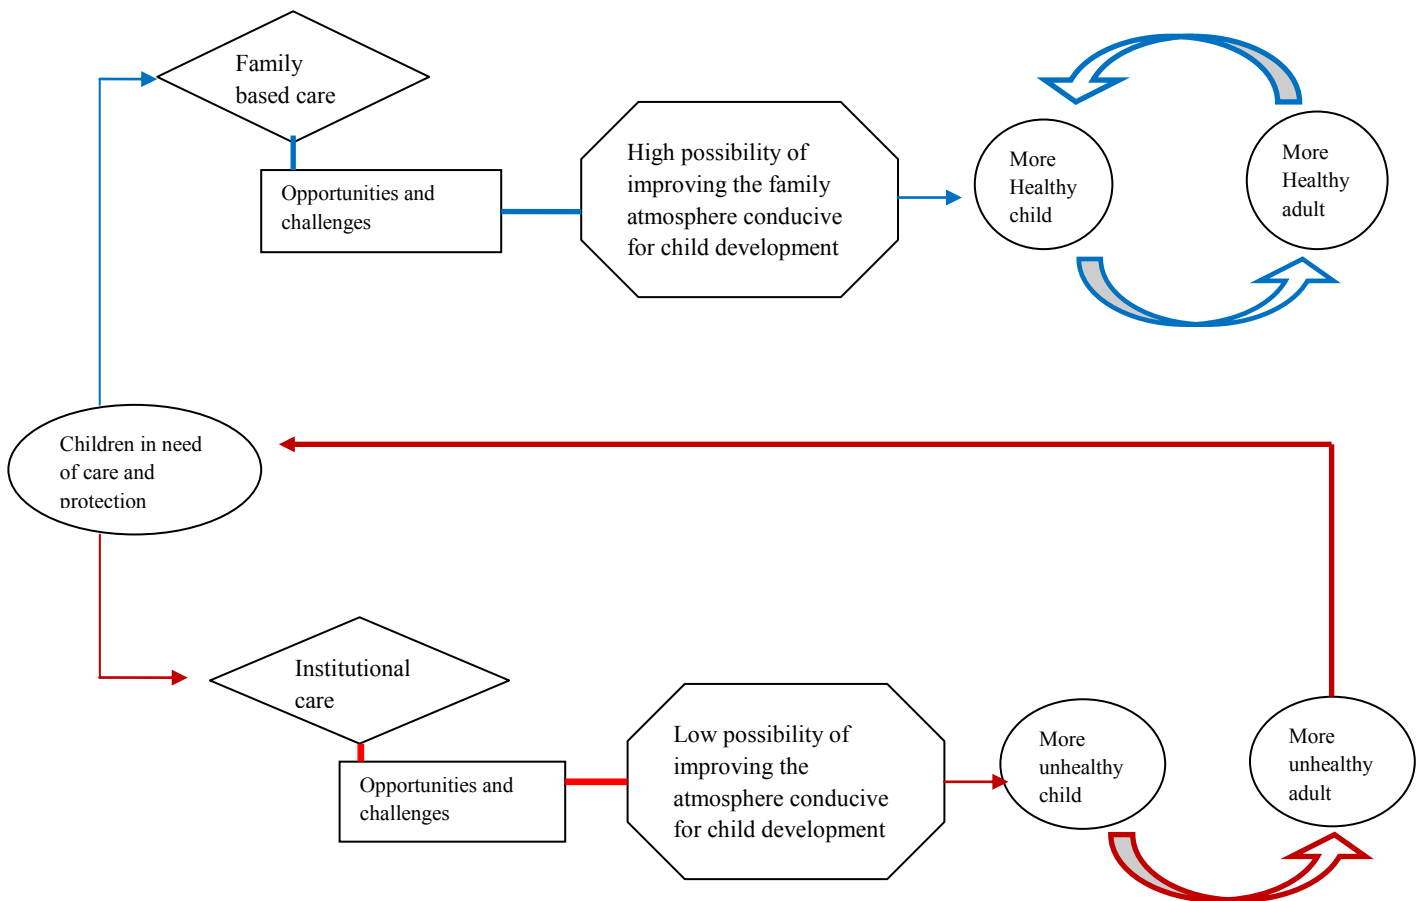 Family
based care
Opportunities and
challenges
High possibility of
improving the family
atmosphere conducive
for child development
More
Healthy
child
More
Healthy
adult
Children in need
of care and
protection
Institutional
care
Opportunities and
challenges
Low possibility of
improving the
atmosphere conducive
for child development
More
unhealthy
child
More
unhealthy
adult